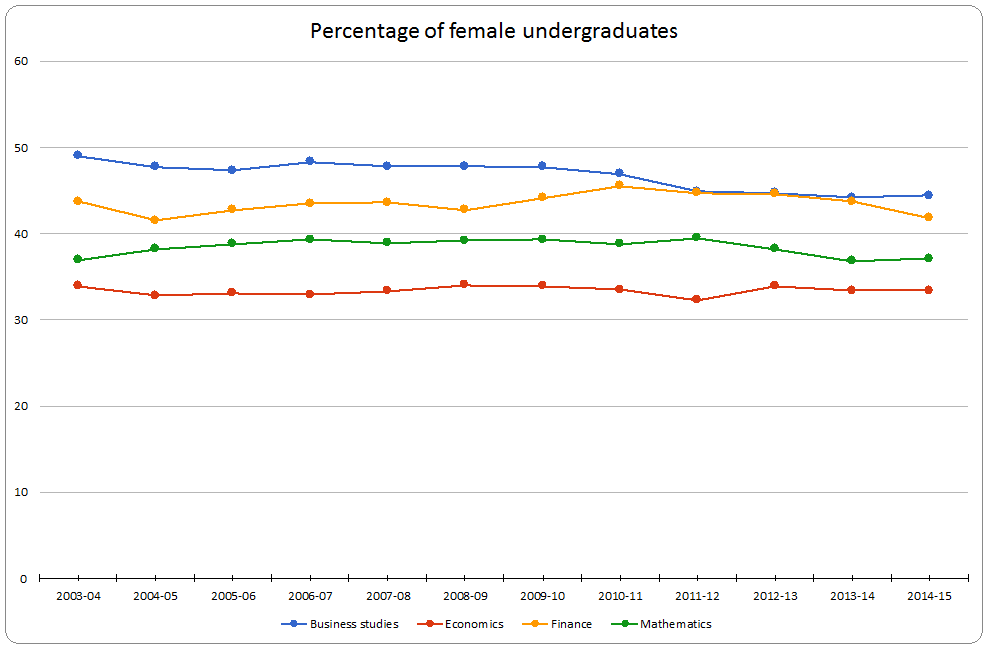 Percentage of female undergraduates
60
50
40
30
20
10
0
2003-04 2004-05 2005-06 2006-07 2007-08 2008-09 2009-10 2010-11 2011-12 2012-13 2013-14 2014-15
Business studies Economics Finance Mathematics